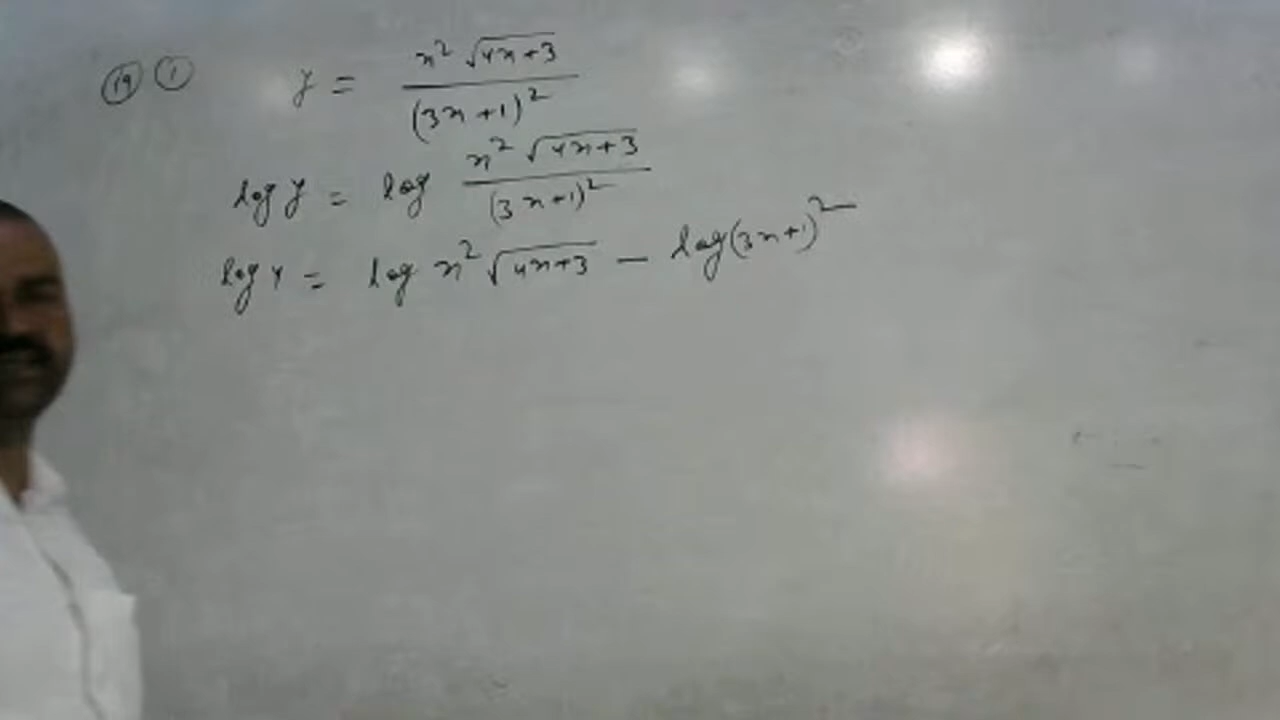 (19) (1) y = x² √4x+3 / (3x+1)²
log y = log x² √4x+3 / (3x+1)²
log y = log x² √4x+3 − log(3x+1)²